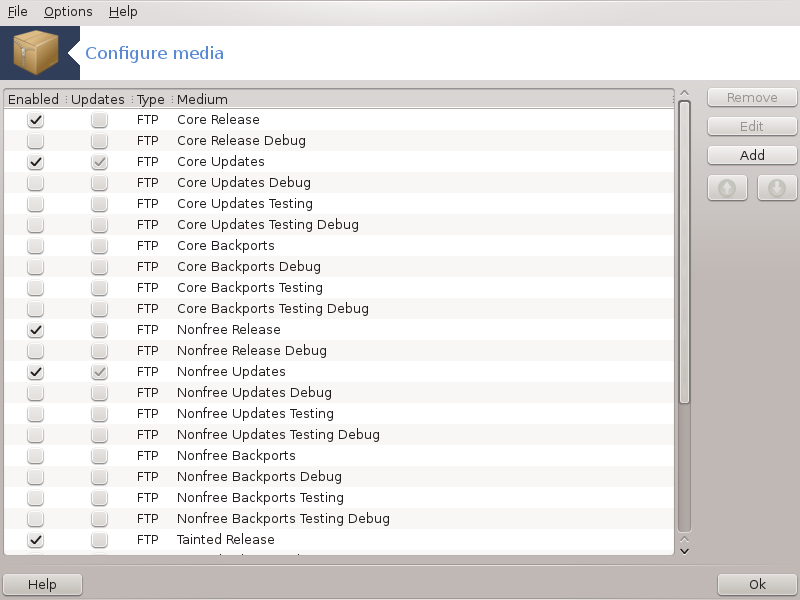 File Options Help
Configure media
Enabled Updates Type Medium
FTP Core Release
FTP Core Release Debug
FTP Core Updates
FTP Core Updates Debug
FTP Core Updates Testing
FTP Core Updates Testing Debug
FTP Core Backports
FTP Core Backports Debug
FTP Core Backports Testing
FTP Core Backports Testing Debug
FTP Nonfree Release
FTP Nonfree Release Debug
FTP Nonfree Updates
FTP Nonfree Updates Debug
FTP Nonfree Updates Testing
FTP Nonfree Updates Testing Debug
FTP Nonfree Backports
FTP Nonfree Backports Debug
FTP Nonfree Backports Testing
FTP Nonfree Backports Testing Debug
FTP Tainted Release
Remove
Edit
Add
Help
Ok